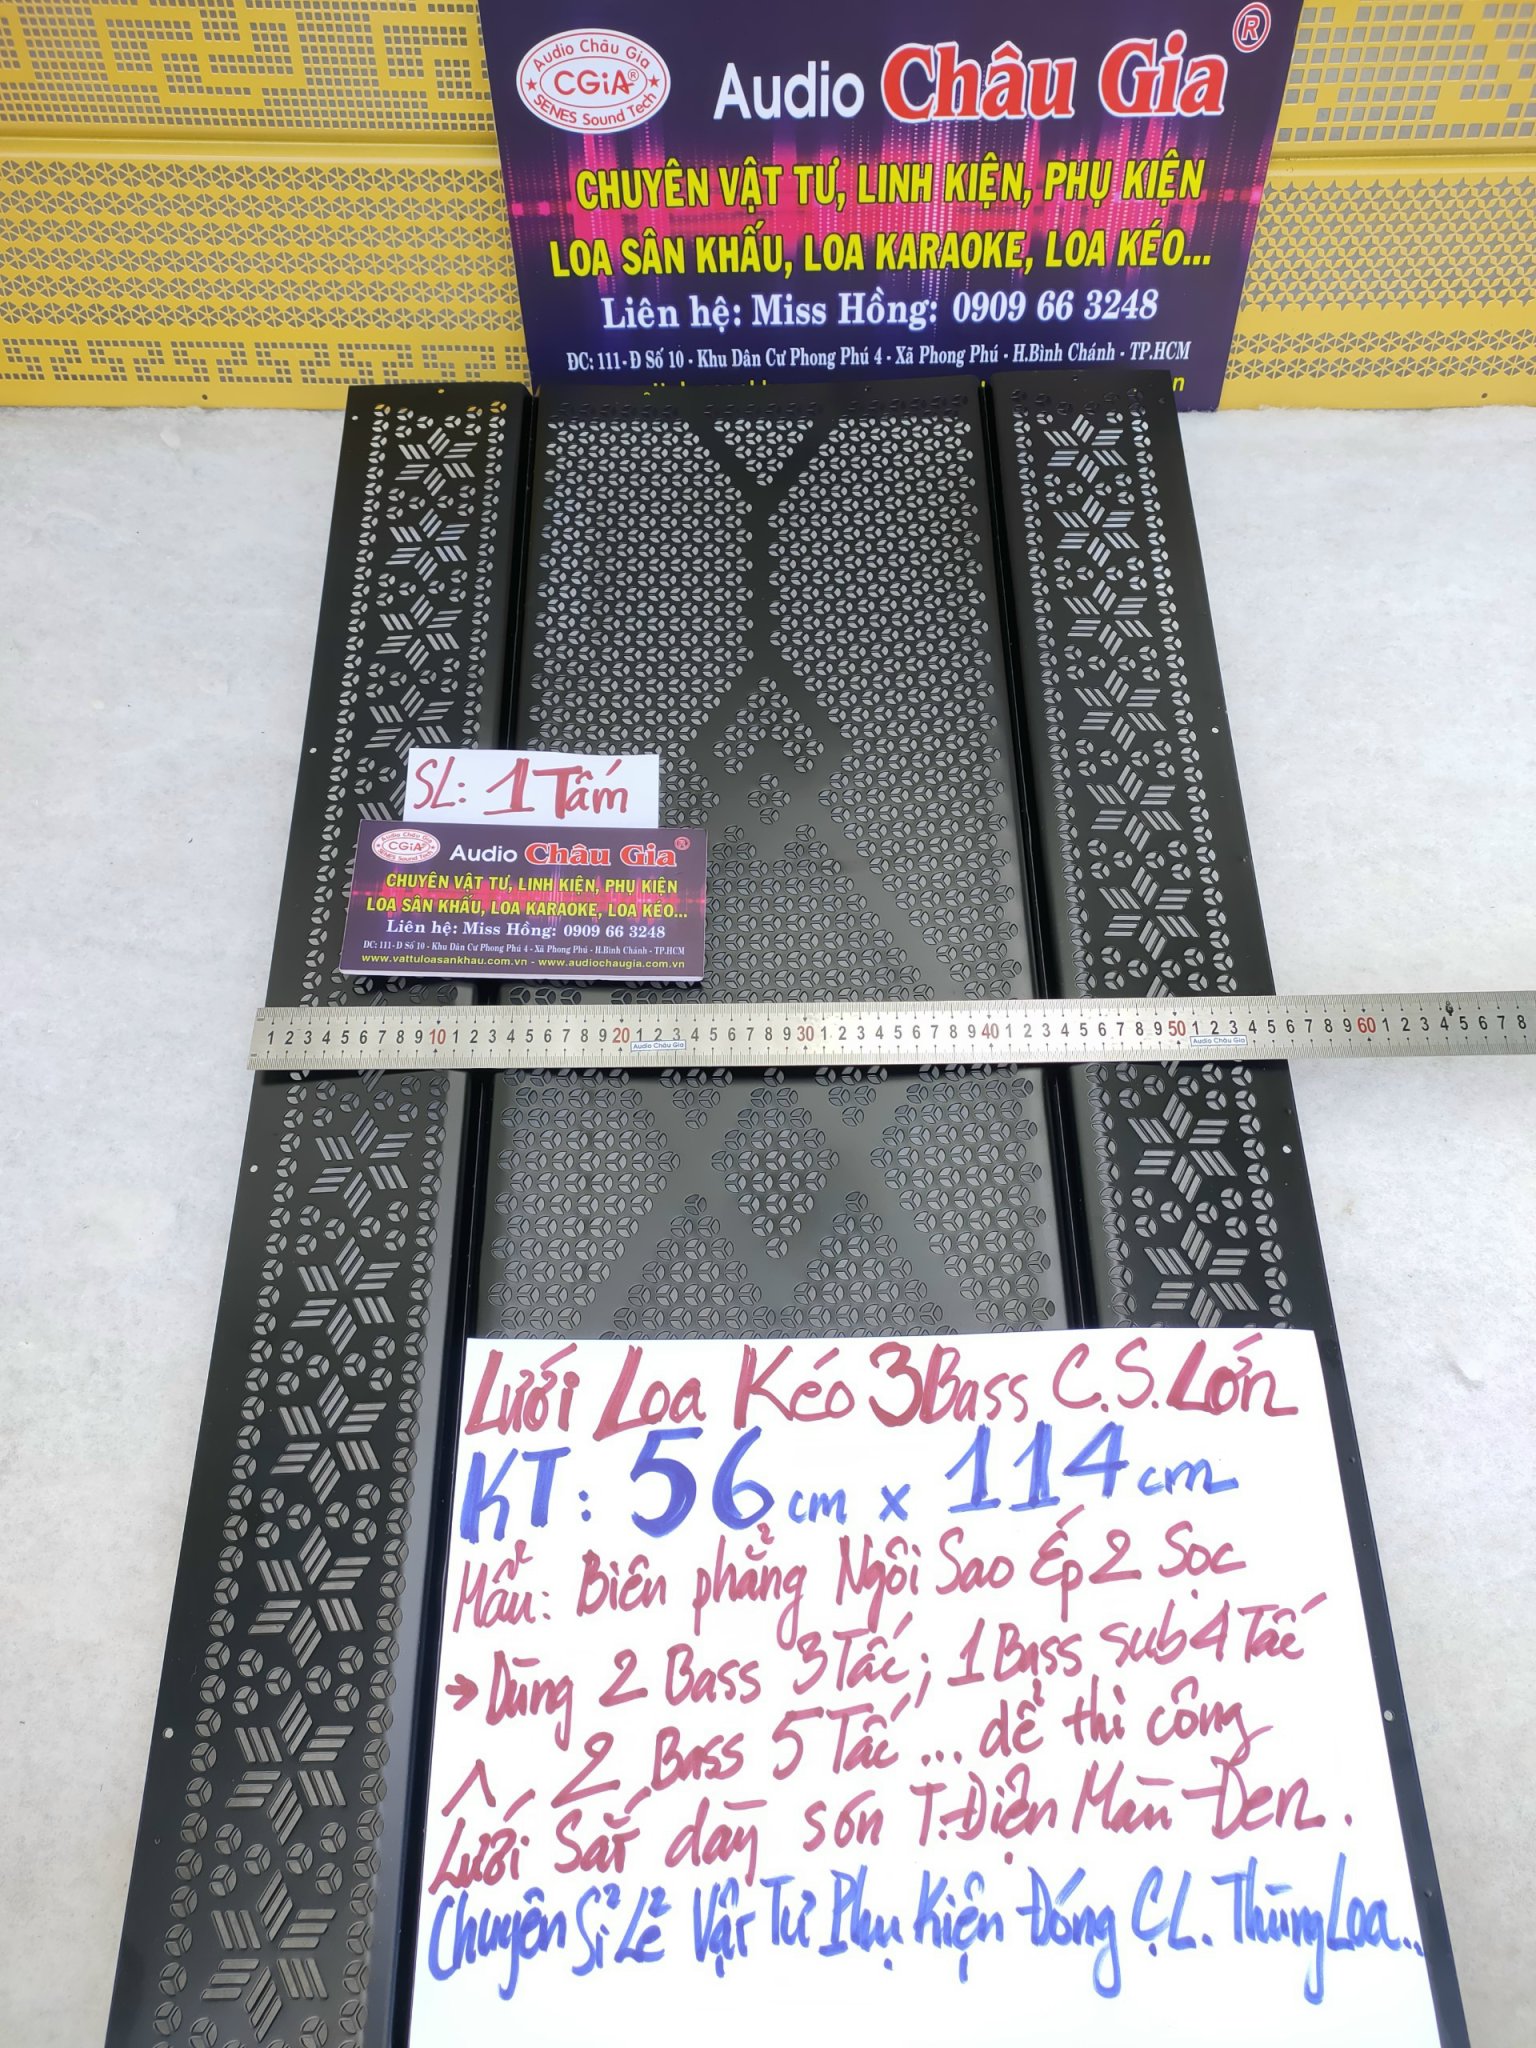 Audio Châu Gia
CGiA®
SENES Sound Tech
Audio Châu Gia ®
CHUYÊN VẬT TƯ, LINH KIỆN, PHỤ KIỆN
LOA SÂN KHẤU, LOA KARAOKE, LOA KÉO...
Liên hệ: Miss Hồng: 0909 66 3248
ĐC: 111- Đ Số 10 - Khu Dân Cư Phong Phú 4 - Xã Phong Phú - H.Bình Chánh - TP.HCM
SL: 1 Tấm
Audio Châu Gia
CGiA®
SENES Sound Tech
Audio Châu Gia ®
CHUYÊN VẬT TƯ, LINH KIỆN, PHỤ KIỆN
LOA SÂN KHẤU, LOA KARAOKE, LOA KÉO...
Liên hệ: Miss Hồng: 0909 66 3248
ĐC: 111 - Đ Số 10 - Khu Dân Cư Phong Phú 4 - Xã Phong Phú - H.Bình Chánh - TP.HCM
www.vattuloasankhau.com.vn - www.audiochaugia.com.vn
1 2 3 4 5 6 7 8 9 10 1 2 3 4 5 6 7 8 9 20 1 2 3 4 5 6 7 8 9 30 1 2 3 4 5 6 7 8 9 40 1 2 3 4 5 6 7 8 9 50 1 2 3 4 5 6 7 8 9 60 1 2 3 4 5 6 7 8
Audio Châu Gia
Audio Châu Gia
Lưới Loa Kéo 3Bass C.S.Lớn
KT: 56cm x 114cm
Mẫu: Biên phẳng Ngôi Sao Ép 2 Sọc
→ Dùng 2 Bass 3 Tấc; 1 Bass sub 4 Tấc
2 Bass 5 Tấc... dể thi công
Lưới Sắt dày sơn T.Điện Màu Đen.
Chuyên Sỉ Lẻ Vật Tư Phụ Kiện Đóng C.L. Thùng Loa...